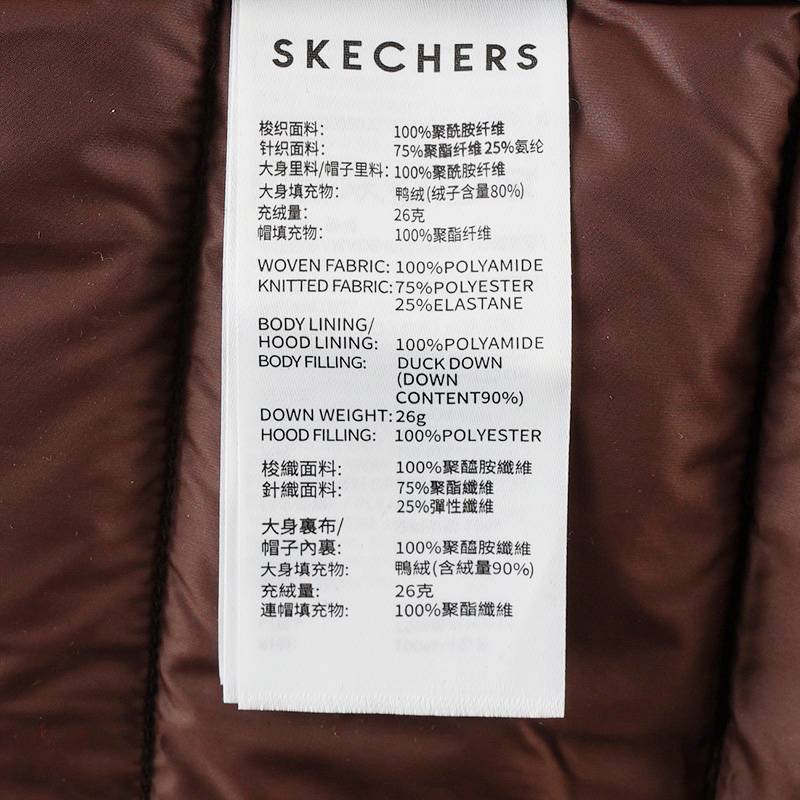 SKECHERS
梭织面料: 100%聚酰胺纤维
针织面料: 75%聚酯纤维25%氨纶
大身里料/帽子里料: 100%聚酰胺纤维
大身填充物: 鸭绒(绒子含量80%)
充绒量: 26克
帽填充物: 100%聚酯纤维
WOVEN FABRIC: 100%POLYAMIDE
KNITTED FABRIC: 75%POLYESTER
25%ELASTANE
BODY LINING/
HOOD LINING: 100%POLYAMIDE
BODY FILLING: DUCK DOWN
(DOWN
CONTENT90%)
DOWN WEIGHT: 26g
HOOD FILLING: 100%POLYESTER
梭織面料: 100%聚醯胺纖維
針織面料: 75%聚酯纖維
25%彈性纖維
大身裏布/
帽子內裏: 100%聚醯胺纖維
大身填充物: 鴨絨(含絨量90%)
充絨量: 26克
連帽填充物: 100%聚酯纖維